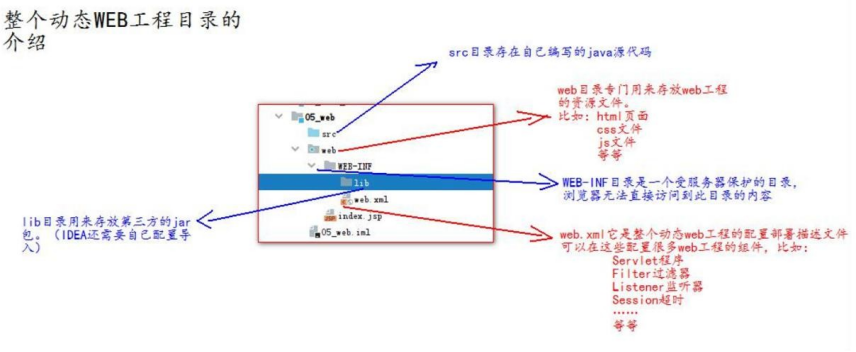 整个动态WEB工程目录的
介绍
src目录存在自己编写的java源代码
web目录专门用来存放web工程
的资源文件。
比如: html页面
css文件
js文件
等等
05_web
src
web
WEB-INF
lib
web.xml
index.jsp
05_web.iml
WEB-INF目录是一个受服务器保护的目录,
浏览器无法直接访问到此目录的内容
lib目录用来存放第三方的jar
包。(IDEA还需要自己配置导
入)
web.xml它是整个动态web工程的配置部署描述文件
可以在这些配置很多web工程的组件, 比如:
Servlet程序
Filter过滤器
Listener监听器
Session超时
……
等等